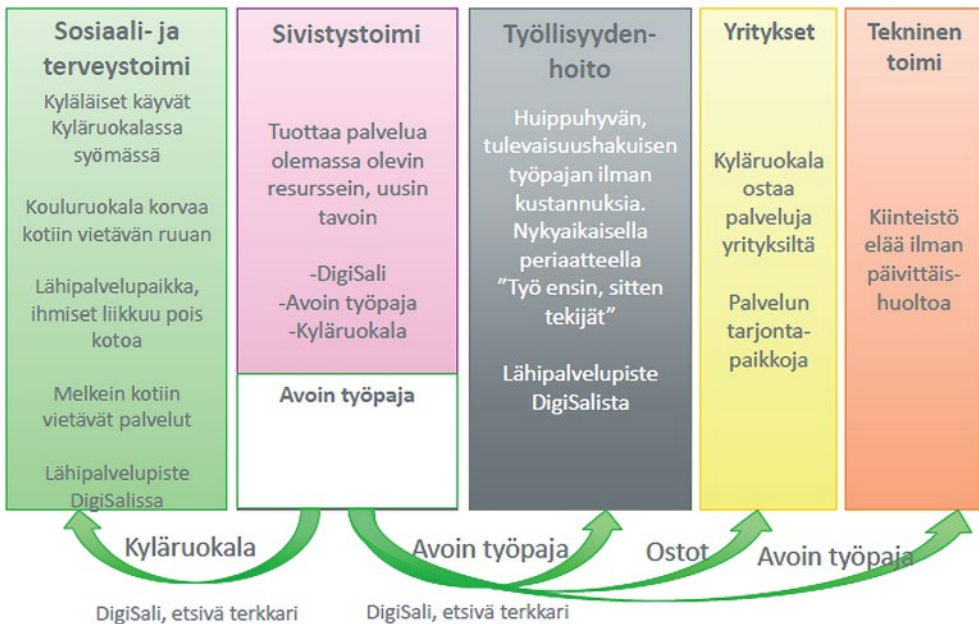 Sosiaali- ja
terveystoimi
Kyläläiset käyvät
Kyläruokalassa
syömässä
Kouluruokala korvaa
kotiin vietävän ruuan
Lähipalvelupaikka,
ihmiset liikkuu pois
kotoa
Melkein kotiin
vietävät palvelut
Lähipalvelupiste
DigiSalissa
Sivistystoimi
Tuottaa palvelua
olemassa olevin
resurssein, uusin
tavoin
-DigiSali
-Avoin työpaja
-Kyläruokala
Avoin työpaja
Työllisyyden-
hoito
Huippuhyvän,
tulevaisuushakuisen
työpajan ilman
kustannuksia.
Nykyaikaisella
periaatteella
”Työ ensin, sitten
tekijät”
Lähipalvelupiste
DigiSalista
Yritykset
Kyläruokala
ostaa
palveluja
yrityksiltä
Palvelun
tarjonta-
paikkoja
Tekninen
toimi
Kiinteistö
elää ilman
päivittäis-
huoltoa
Kyläruokala
Avoin työpaja
Ostot
Avoin työpaja
DigiSali, etsivä terkkari
DigiSali, etsivä terkkari